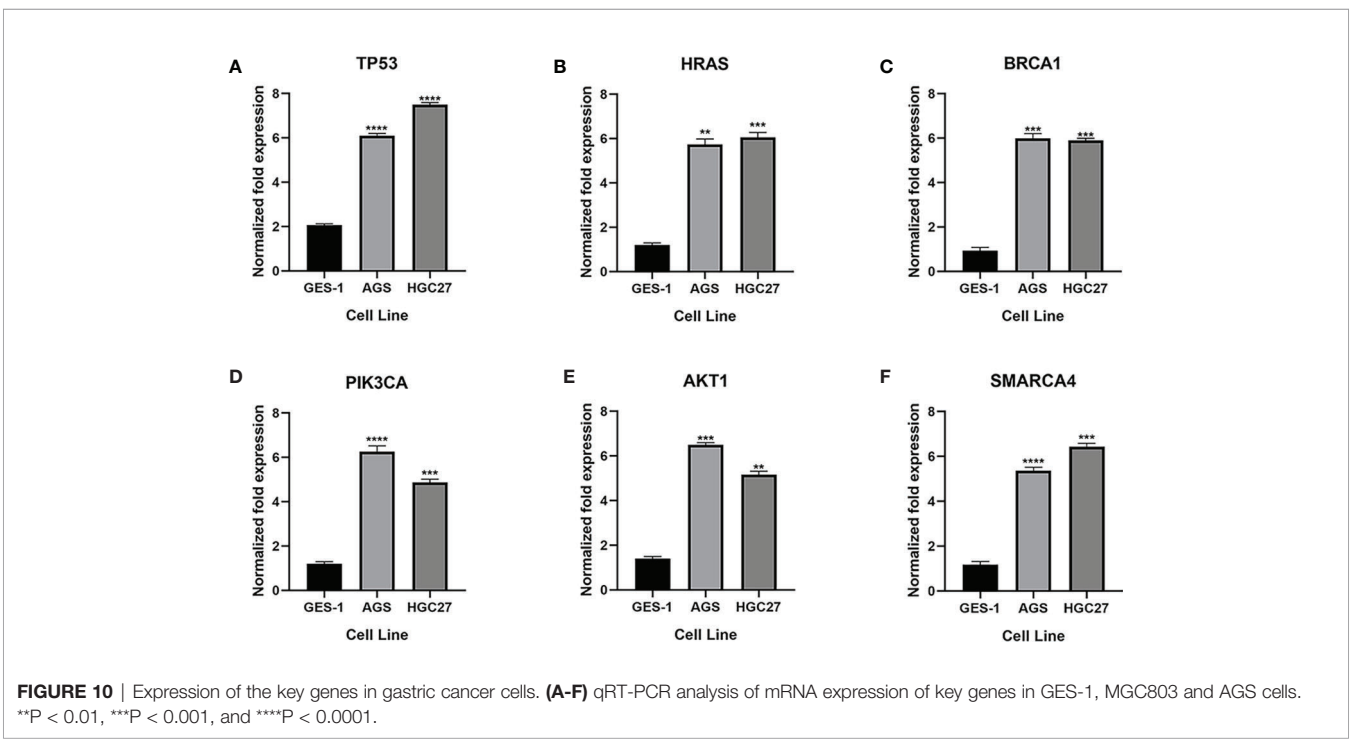 A
TP53
Normalized fold expression
8
6
4
2
0
****
****
GES-1 AGS HGC27
Cell Line
B
HRAS
Normalized fold expression
8
6
4
2
0
**
***
GES-1 AGS HGC27
Cell Line
C
BRCA1
Normalized fold expression
8
6
4
2
0
***
***
GES-1 AGS HGC27
Cell Line
D
PIK3CA
Normalized fold expression
8
6
4
2
0
****
***
GES-1 AGS HGC27
Cell Line
E
AKT1
Normalized fold expression
8
6
4
2
0
***
**
GES-1 AGS HGC27
Cell Line
F
SMARCA4
Normalized fold expression
8
6
4
2
0
****
***
GES-1 AGS HGC27
Cell Line
FIGURE 10 | Expression of the key genes in gastric cancer cells. (A-F) qRT-PCR analysis of mRNA expression of key genes in GES-1, MGC803 and AGS cells.
**P < 0.01, ***P < 0.001, and ****P < 0.0001.